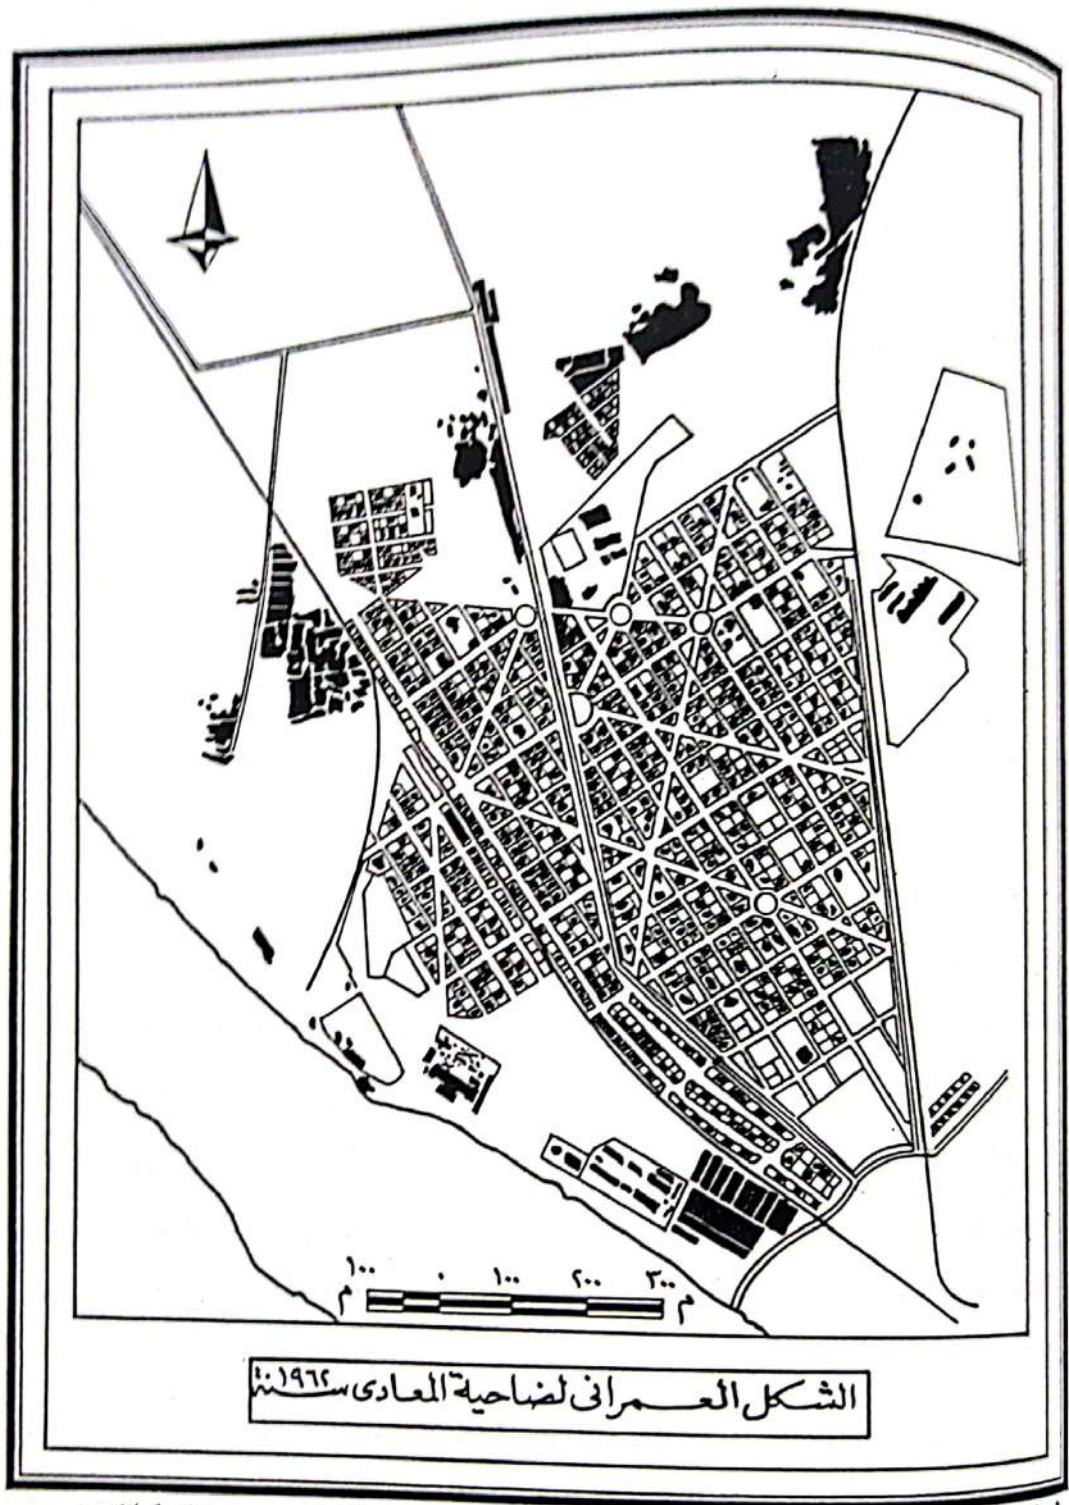 م ١٠٠ ٠ ١٠٠ ٢٠٠ ٣٠٠ م
الشكل العمرانى لضاحية المعادى سنة ١٩٦٢